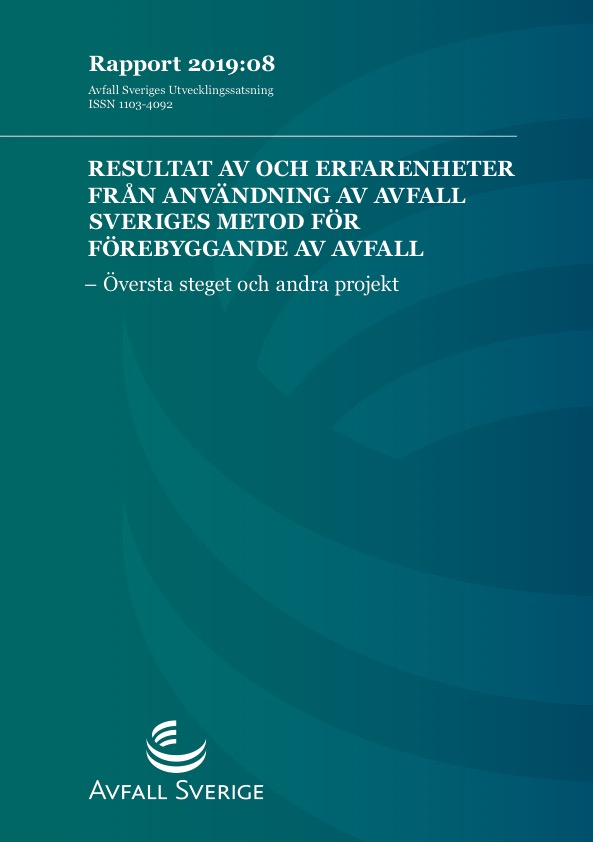 Rapport 2019:08
Avfall Sveriges Utvecklingssatsning
ISSN 1103-4092
RESULTAT AV OCH ERFARENHETER
FRÅN ANVÄNDNING AV AVFALL
SVERIGES METOD FÖR
FÖREBYGGANDE AV AVFALL
– Översta steget och andra projekt
AVFALL SVERIGE